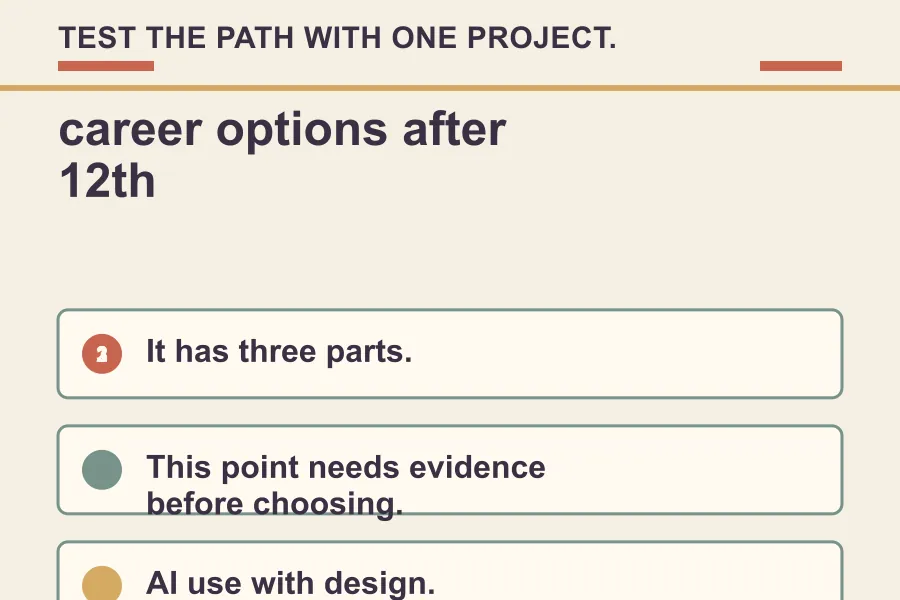 TEST THE PATH WITH ONE PROJECT.
career options after
12th
It has three parts.
This point needs evidence
before choosing.
AI use with design.